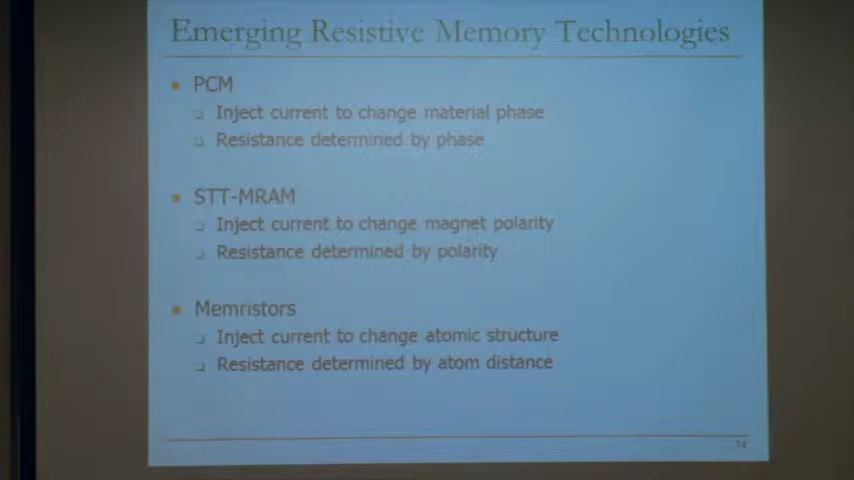 Emerging Resistive Memory Technologies
PCM
Inject current to change material phase
Resistance determined by phase
STT-MRAM
Inject current to change magnet polarity
Resistance determined by polarity
Memristors
Inject current to change atomic structure
Resistance determined by atom distance